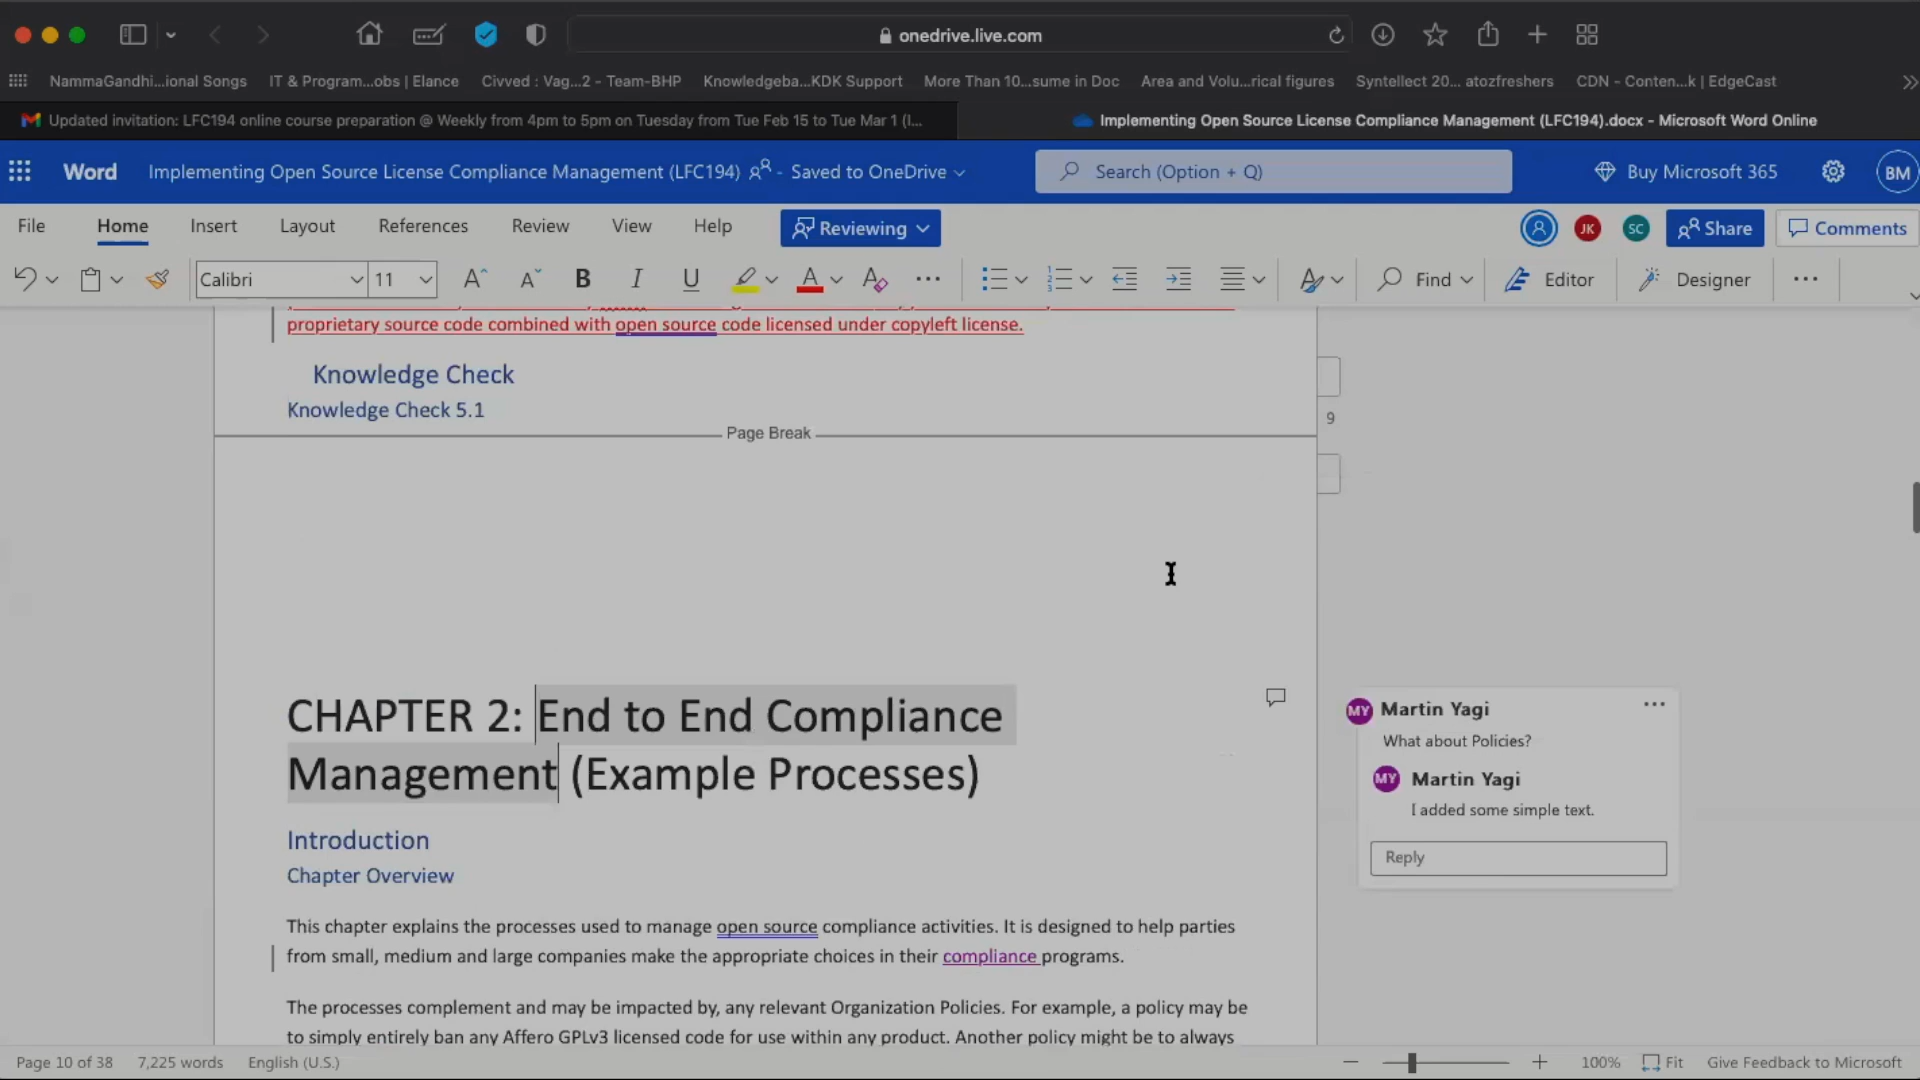 onedrive.live.com
NammaGandhi...ional Songs IT & Program...obs | Elance Civved : Vag...2 - Team-BHP Knowledgeba...KDK Support More Than 10...sume in Doc Area and Volu...rical figures Syntellect 20... atozfreshers CDN - Conten...k | EdgeCast
Updated invitation: LFC194 online course preparation @ Weekly from 4pm to 5pm on Tuesday from Tue Feb 15 to Tue Mar 1 (I... Implementing Open Source License Compliance Management (LFC194).docx - Microsoft Word Online
Word Implementing Open Source License Compliance Management (LFC194) - Saved to OneDrive Search (Option + Q) Buy Microsoft 365 BM
File Home Insert Layout References Review View Help Reviewing JK SC Share Comments
Calibri 11 A A B I U A A Find Editor Designer
proprietary source code combined with open source code licensed under copyleft license.
Knowledge Check
Knowledge Check 5.1
9
Page Break
CHAPTER 2: End to End Compliance
Management (Example Processes)
MY Martin Yagi
What about Policies?
MY Martin Yagi
I added some simple text.
Reply
Introduction
Chapter Overview
This chapter explains the processes used to manage open source compliance activities. It is designed to help parties
from small, medium and large companies make the appropriate choices in their compliance programs.
The processes complement and may be impacted by, any relevant Organization Policies. For example, a policy may be
to simply entirely ban any Affero GPLv3 licensed code for use within any product. Another policy might be to always
Page 10 of 38 7,225 words English (U.S.) 100% Fit Give Feedback to Microsoft